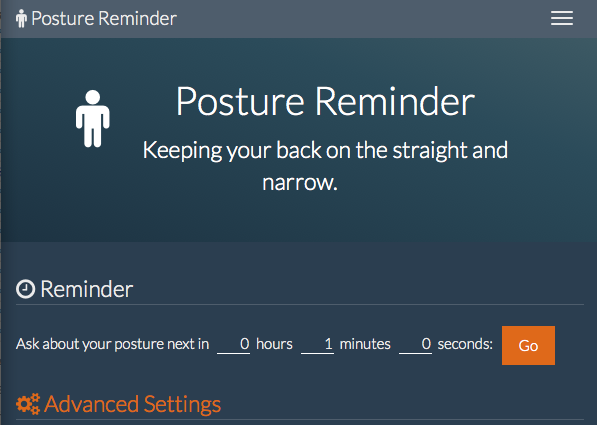 Posture Reminder
Posture Reminder
Keeping your back on the straight and
narrow.
Reminder
Ask about your posture next in 0 hours 1 minutes 0 seconds: Go
Advanced Settings